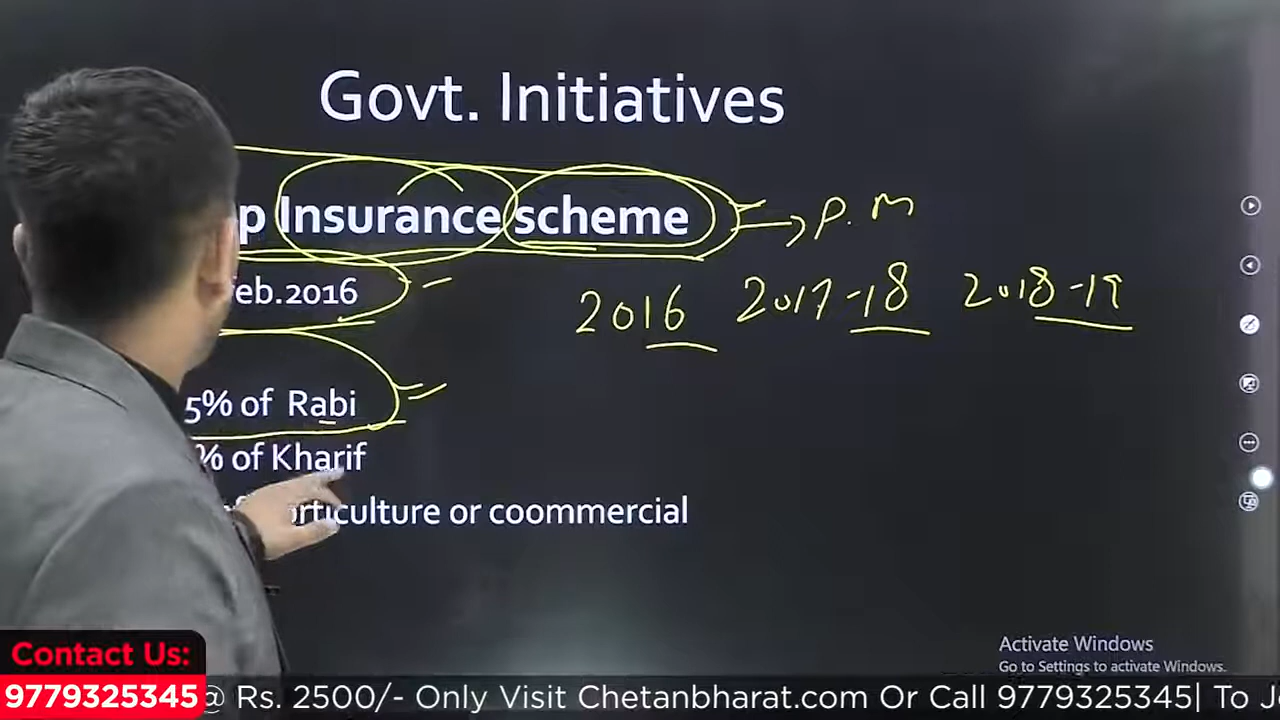 Govt. Initiatives
p Insurance scheme
P. M
eb.2016
2016 2017-18 2018-19
5% of Rabi
% of Kharif
orticulture or coommercial
Activate Windows
Go to Settings to activate Windows.
Contact Us:
9779325345
@ Rs. 2500/- Only Visit Chetanbharat.com Or Call 9779325345| To J